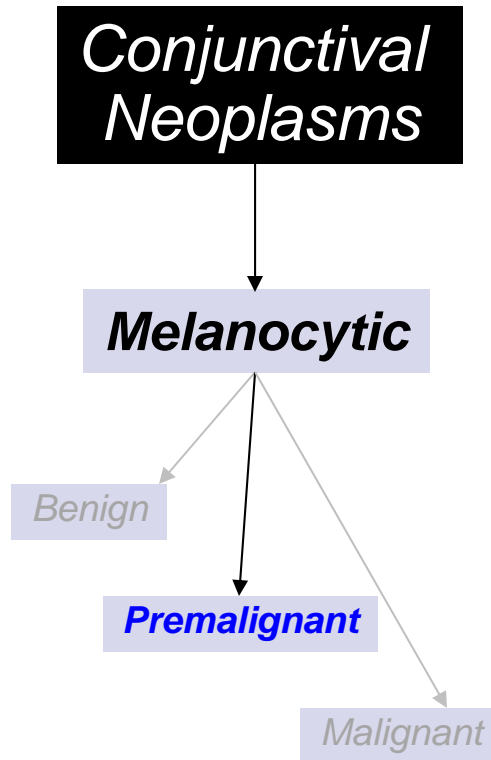 Conjunctival
Neoplasms
Melanocytic
Benign
Premalignant
Malignant